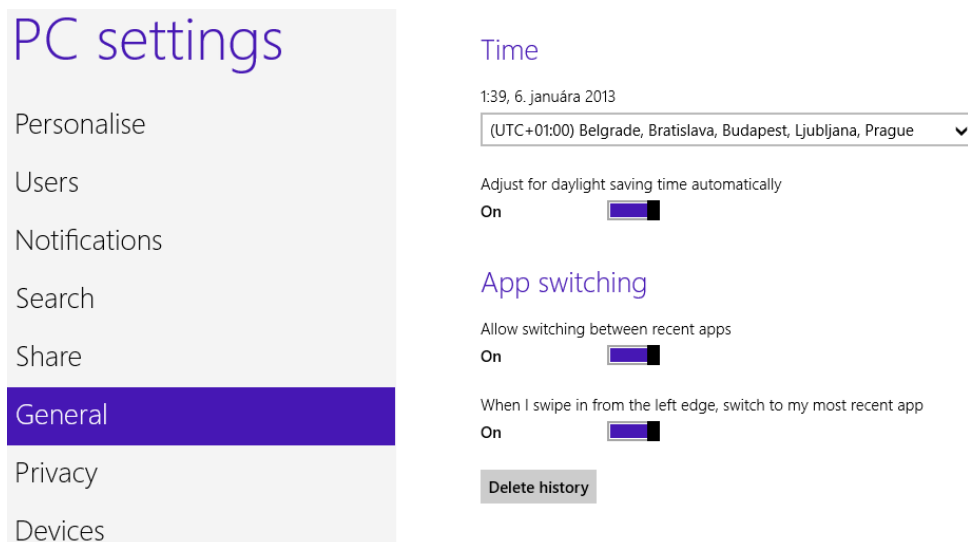 PC settings
Personalise
Users
Notifications
Search
Share
General
Privacy
Devices
Time
1:39, 6. januára 2013
(UTC+01:00) Belgrade, Bratislava, Budapest, Ljubljana, Prague
Adjust for daylight saving time automatically
On
App switching
Allow switching between recent apps
On
When I swipe in from the left edge, switch to my most recent app
On
Delete history